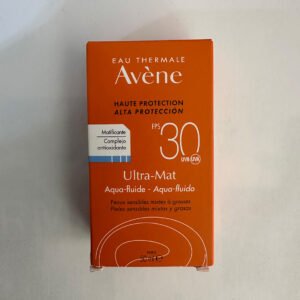 EAU THERMALE
Avène
HAUTE PROTECTION
ALTA PROTECCIÓN
Matificante
Complejo
antioxidante
FPS 30
UVB UVA
Ultra-Mat
Aqua-fluide - Aqua-fluido
Peaux sensibles mixtes à grasses
Pieles sensibles mixtas y grasas